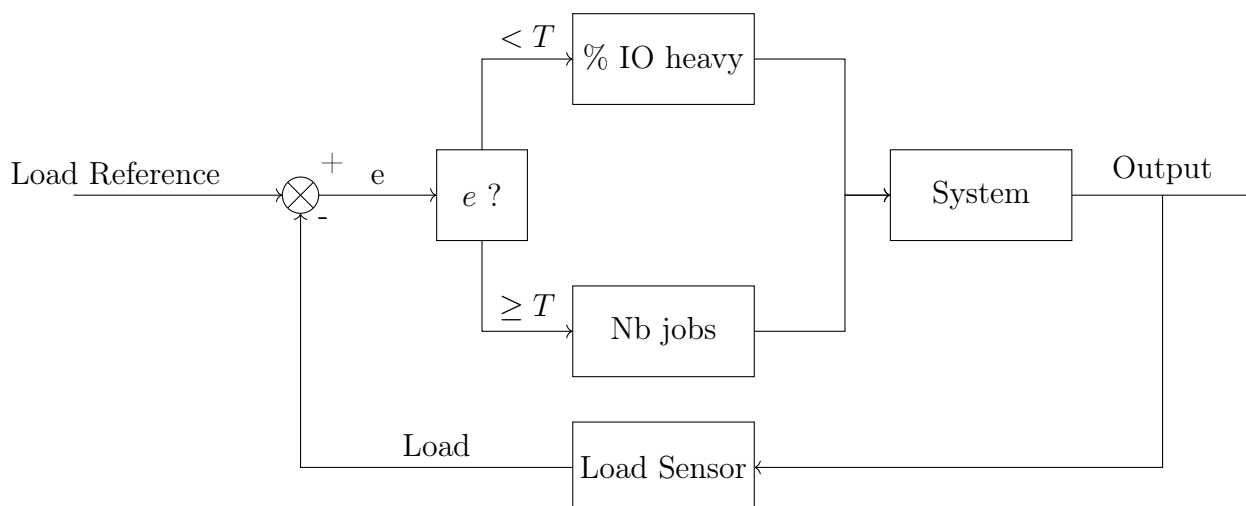 < T
% IO heavy
Load Reference
+
e
-
e ?
System
Output
≥ T
Nb jobs
Load
Load Sensor